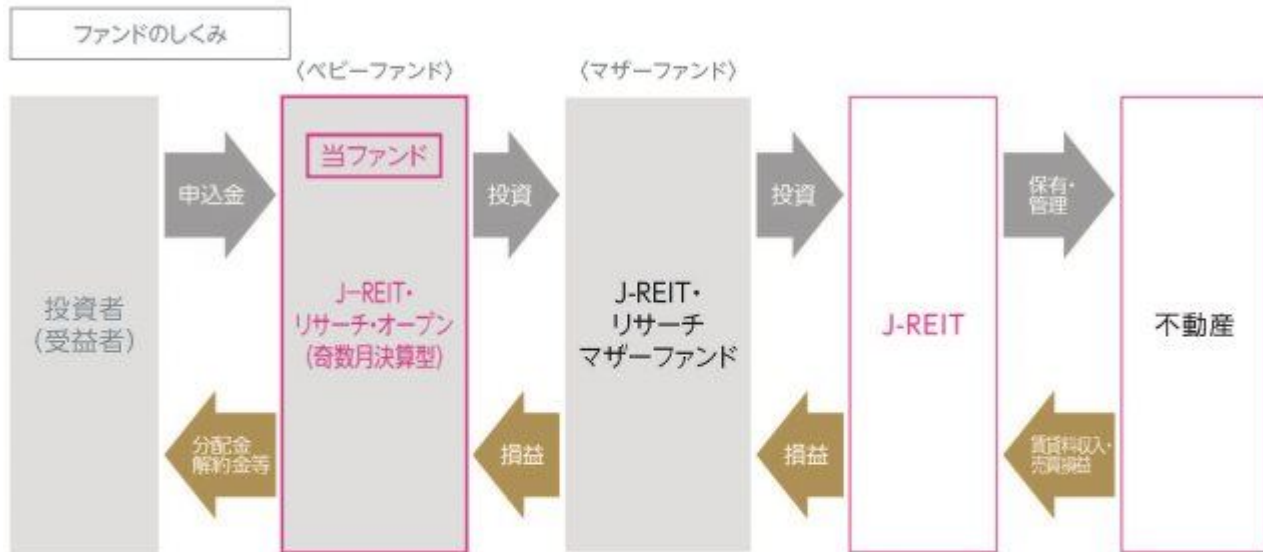 ファンドのしくみ
〈ベビーファンド〉
〈マザーファンド〉
投資者
(受益者)
申込金
分配金
解約金等
当ファンド
J-REIT・
リサーチ・オープン
(奇数月決算型)
投資
損益
J-REIT・
リサーチ
マザーファンド
投資
損益
J-REIT
保有・
管理
賃貸料収入・
売買損益
不動産